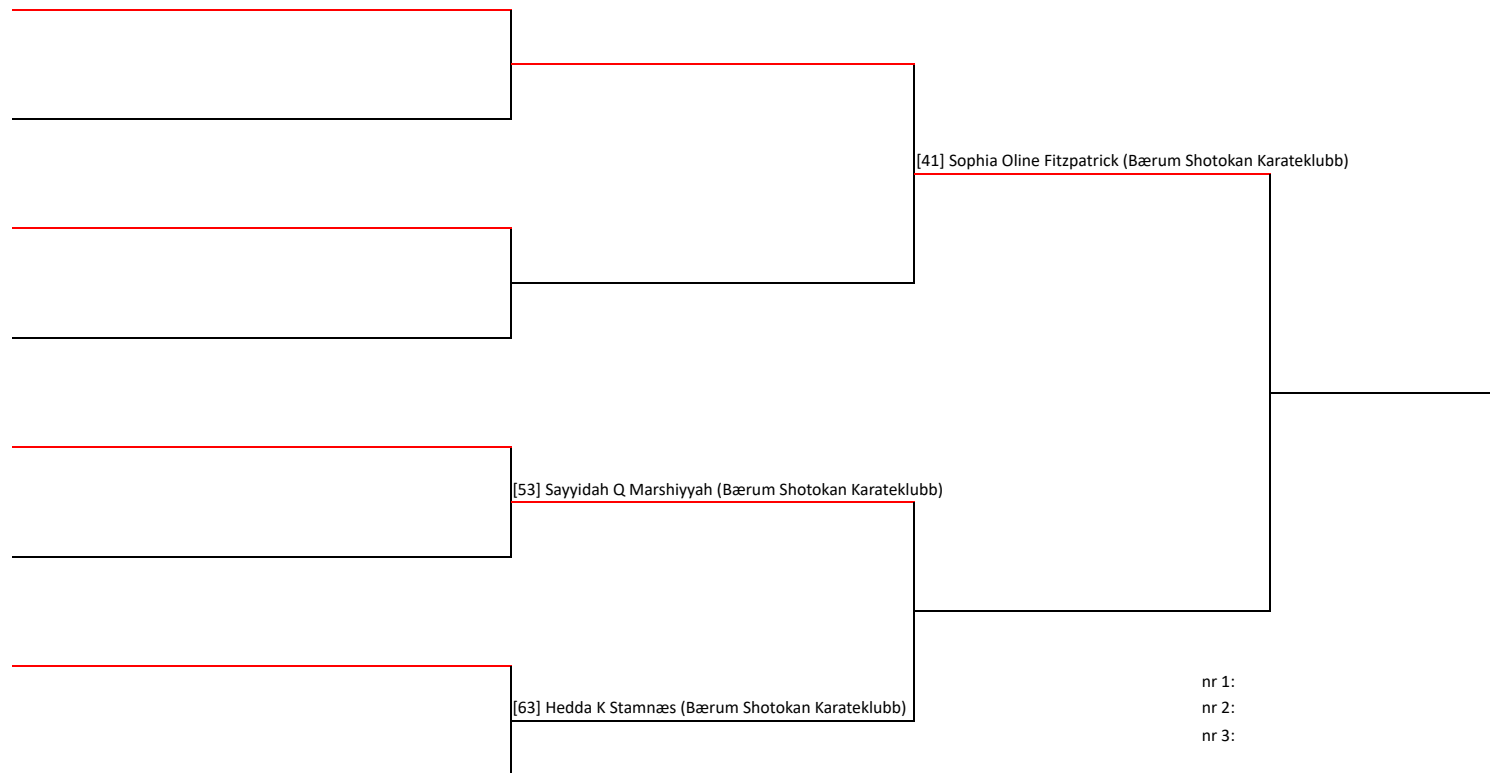 [41] Sophia Oline Fitzpatrick (Bærum Shotokan Karateklubb)
[53] Sayyidah Q Marshiyyah (Bærum Shotokan Karateklubb)
[63] Hedda K Stamnæs (Bærum Shotokan Karateklubb)
nr 1:
nr 2:
nr 3: